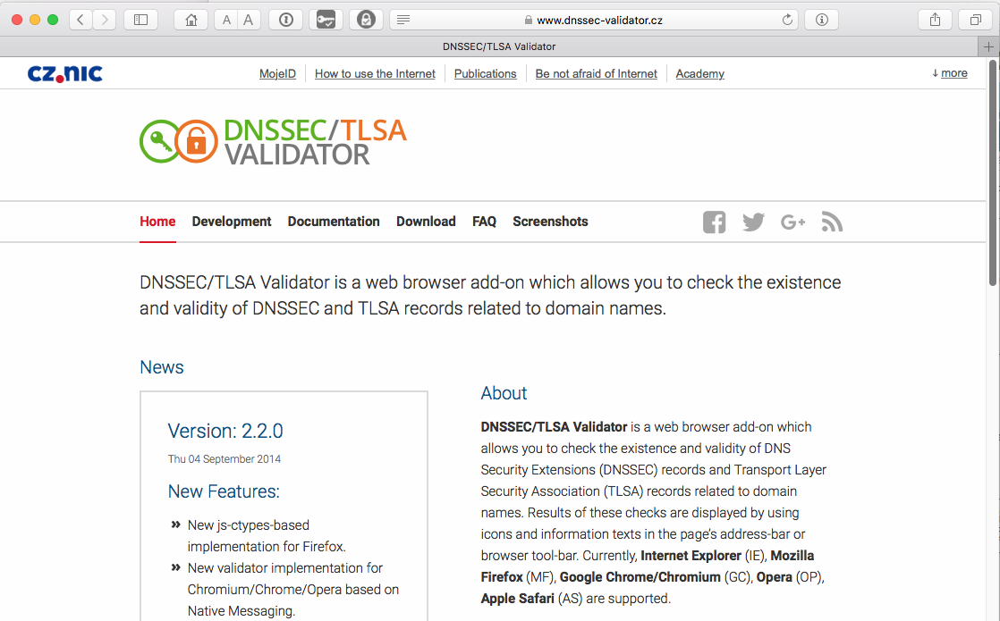 A A
www.dnssec-validator.cz
DNSSEC/TLSA Validator
cz.nic
MojeID
How to use the Internet
Publications
Be not afraid of Internet
Academy
↓ more
DNSSEC/TLSA
VALIDATOR
Home
Development
Documentation
Download
FAQ
Screenshots
G+
DNSSEC/TLSA Validator is a web browser add-on which allows you to check the existence
and validity of DNSSEC and TLSA records related to domain names.
News
Version: 2.2.0
Thu 04 September 2014
New Features:
» New js-ctypes-based
implementation for Firefox.
» New validator implementation for
Chromium/Chrome/Opera based on
Native Messaging.
About
DNSSEC/TLSA Validator is a web browser add-on which
allows you to check the existence and validity of DNS
Security Extensions (DNSSEC) records and Transport Layer
Security Association (TLSA) records related to domain
names. Results of these checks are displayed by using
icons and information texts in the page's address-bar or
browser tool-bar. Currently, Internet Explorer (IE), Mozilla
Firefox (MF), Google Chrome/Chromium (GC), Opera (OP),
Apple Safari (AS) are supported.